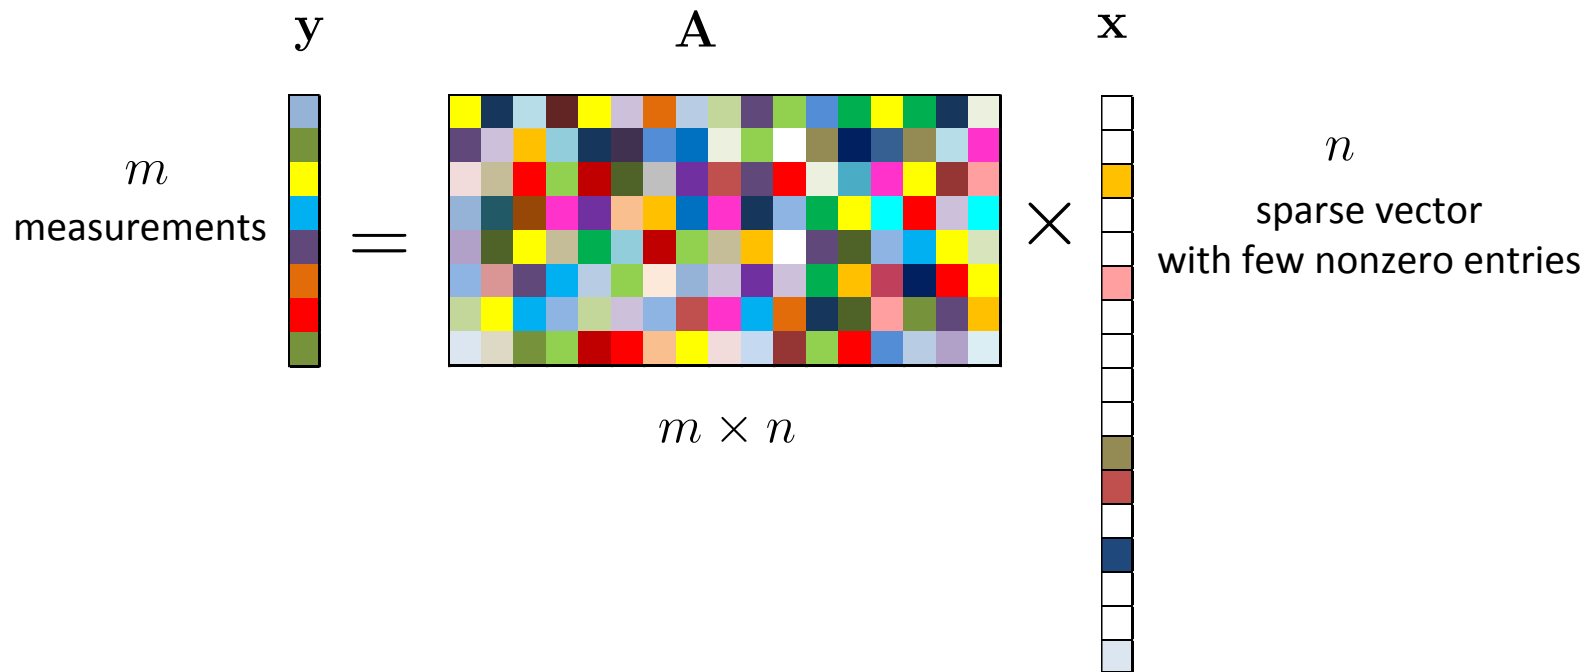 y
A
x
m
measurements
=
×
n
sparse vector
with few nonzero entries
m × n